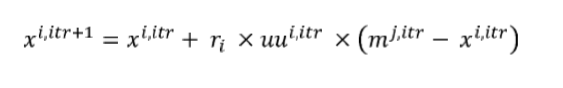 x^{i,itr+1} = x^{i,itr} + r_i × uu^{i,itr} × (m^{j,itr} − x^{i,itr})